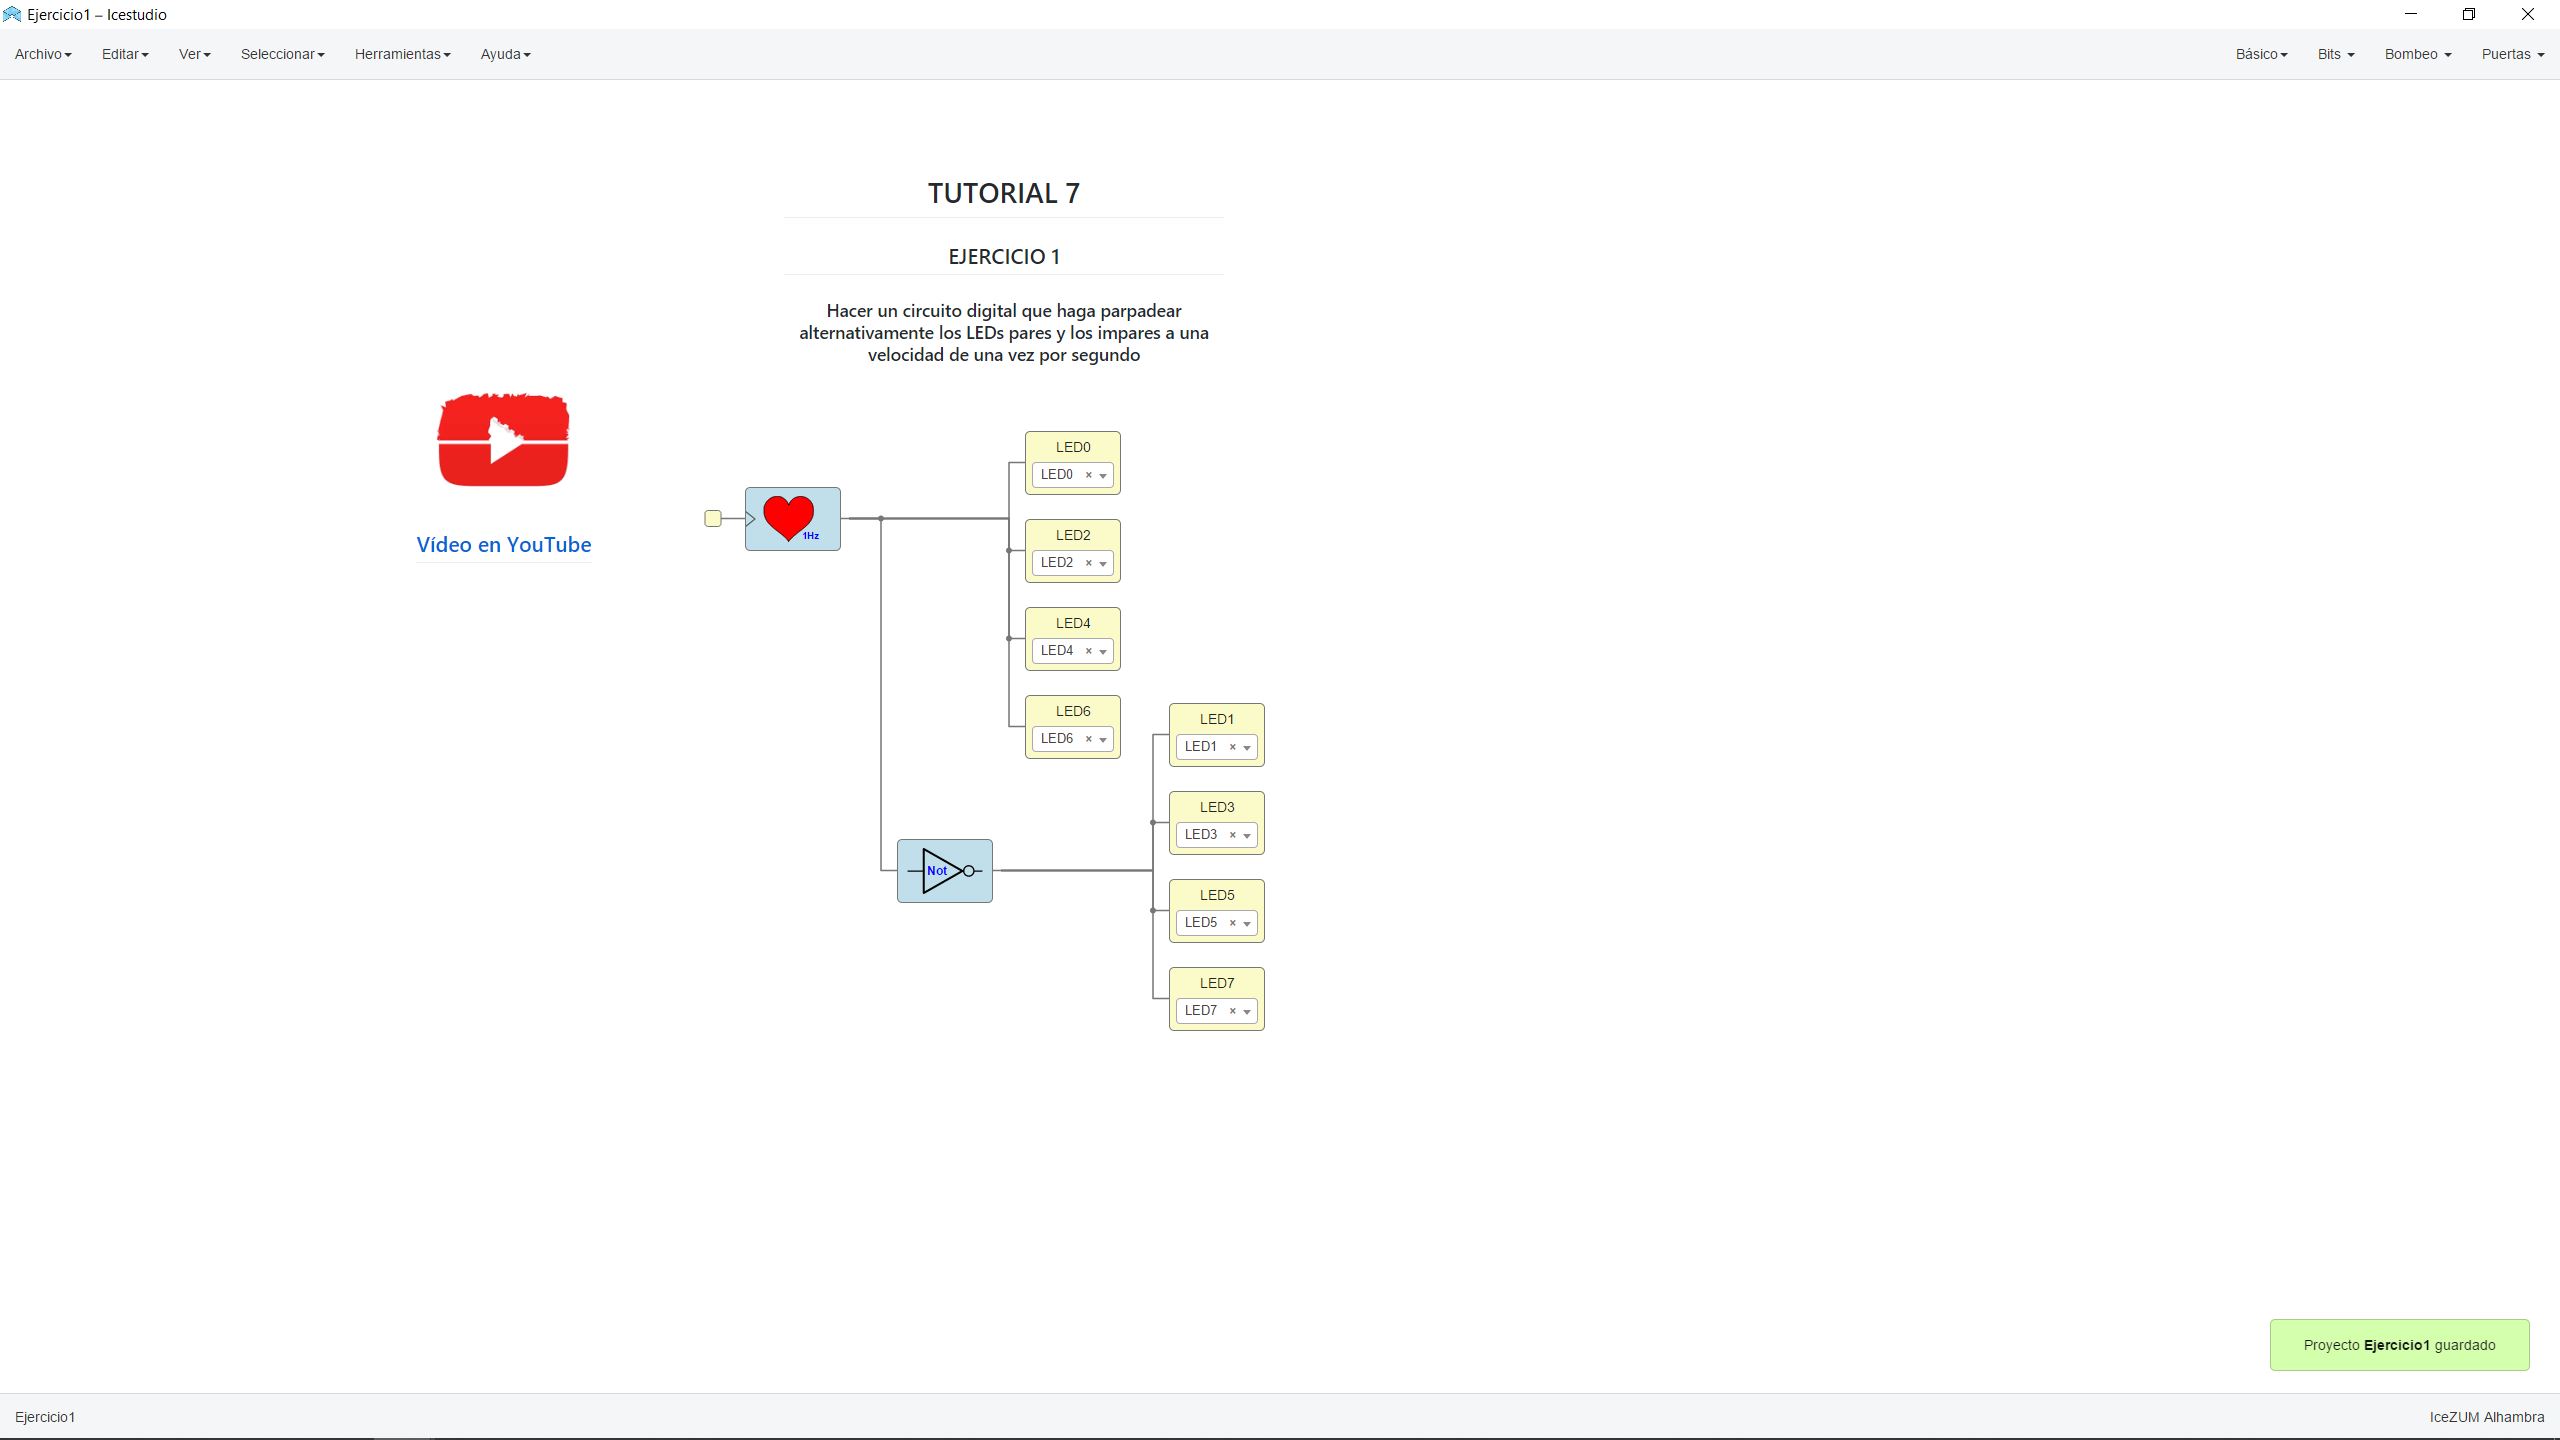 Ejercicio1 – Icestudio
Archivo Editar Ver Seleccionar Herramientas Ayuda Básico Bits Bombeo Puertas
TUTORIAL 7
EJERCICIO 1
Hacer un circuito digital que haga parpadear
alternativamente los LEDs pares y los impares a una
velocidad de una vez por segundo
Vídeo en YouTube
1Hz
LED0
LED0 ×
LED2
LED2 ×
LED4
LED4 ×
LED6
LED6 ×
Not
LED1
LED1 ×
LED3
LED3 ×
LED5
LED5 ×
LED7
LED7 ×
Proyecto Ejercicio1 guardado
Ejercicio1 IceZUM Alhambra